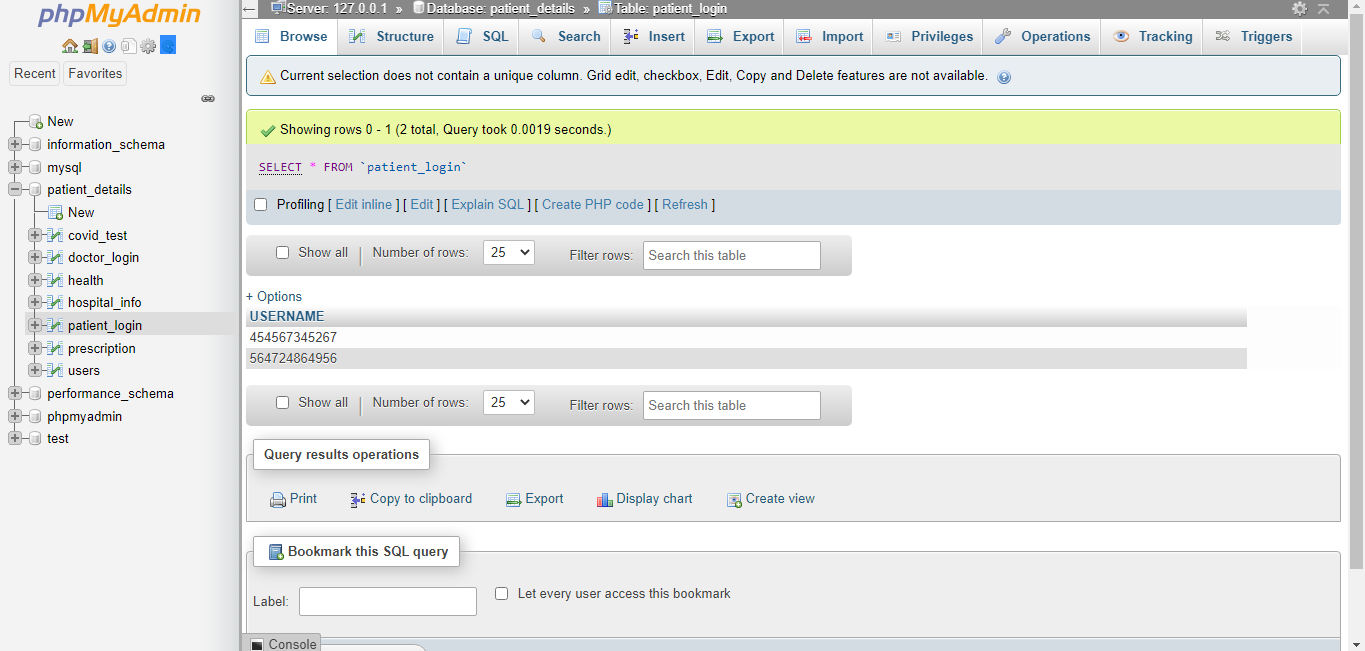 phpMyAdmin
Recent Favorites
New
information_schema
mysql
patient_details
New
covid_test
doctor_login
health
hospital_info
patient_login
prescription
users
performance_schema
phpmyadmin
test
Server: 127.0.0.1 » Database: patient_details » Table: patient_login
Browse Structure SQL Search Insert Export Import Privileges Operations Tracking Triggers
Current selection does not contain a unique column. Grid edit, checkbox, Edit, Copy and Delete features are not available.
Showing rows 0 - 1 (2 total, Query took 0.0019 seconds.)
SELECT * FROM `patient_login`
Profiling [ Edit inline ] [ Edit ] [ Explain SQL ] [ Create PHP code ] [ Refresh ]
Show all | Number of rows: 25 Filter rows: Search this table
+ Options
USERNAME
454567345267
564724864956
Show all | Number of rows: 25 Filter rows: Search this table
Query results operations
Print Copy to clipboard Export Display chart Create view
Bookmark this SQL query
Label: Let every user access this bookmark
Console